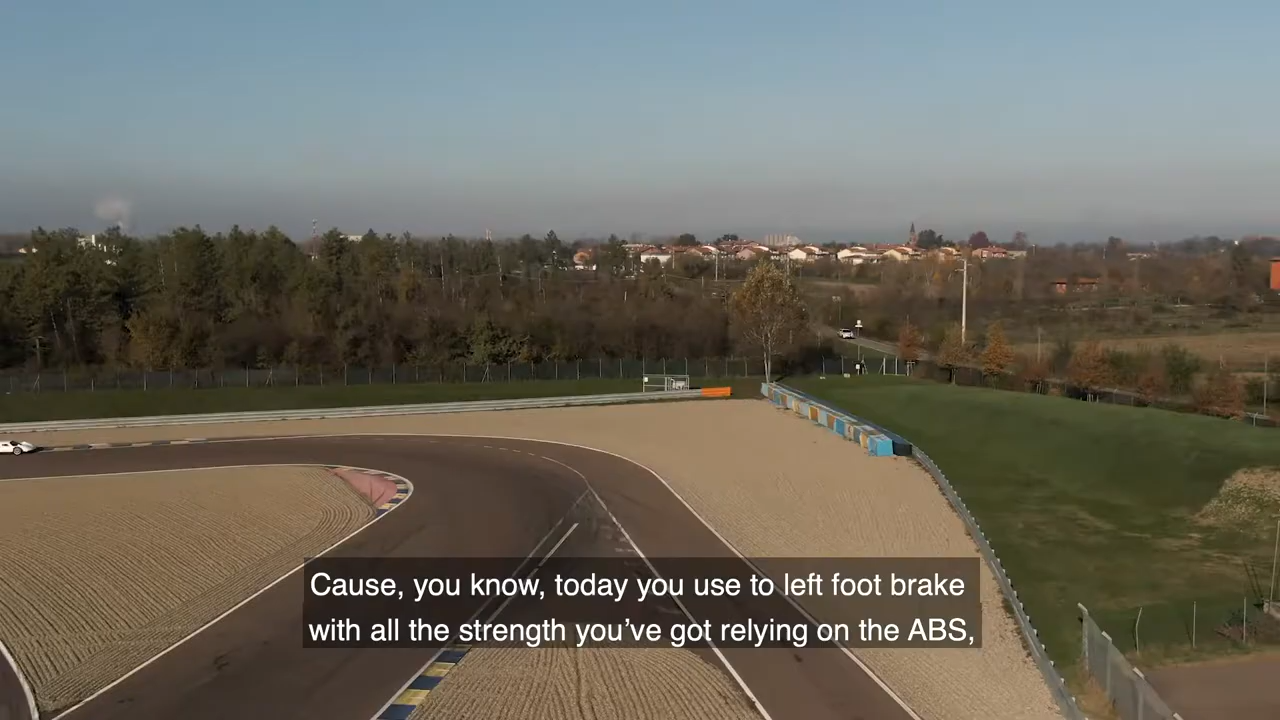 Cause, you know, today you use to left foot brake
with all the strength you’ve got relying on the ABS,